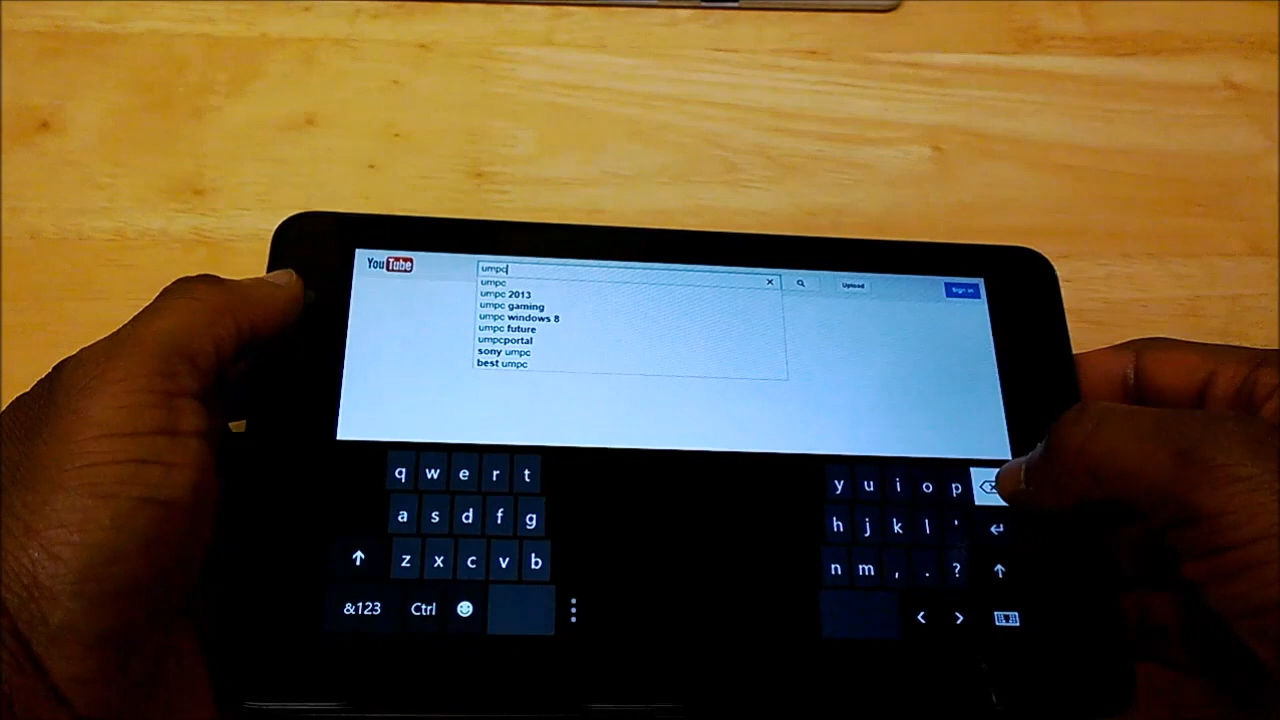 YouTube umpc Upload Sign in
umpc
umpc 2013
umpc gaming
umpc windows 8
umpc future
umpcportal
sony umpc
best umpc
q w e r t y u i o p
a s d f g h j k l '
z x c v b n m , . ?
&123 Ctrl < >